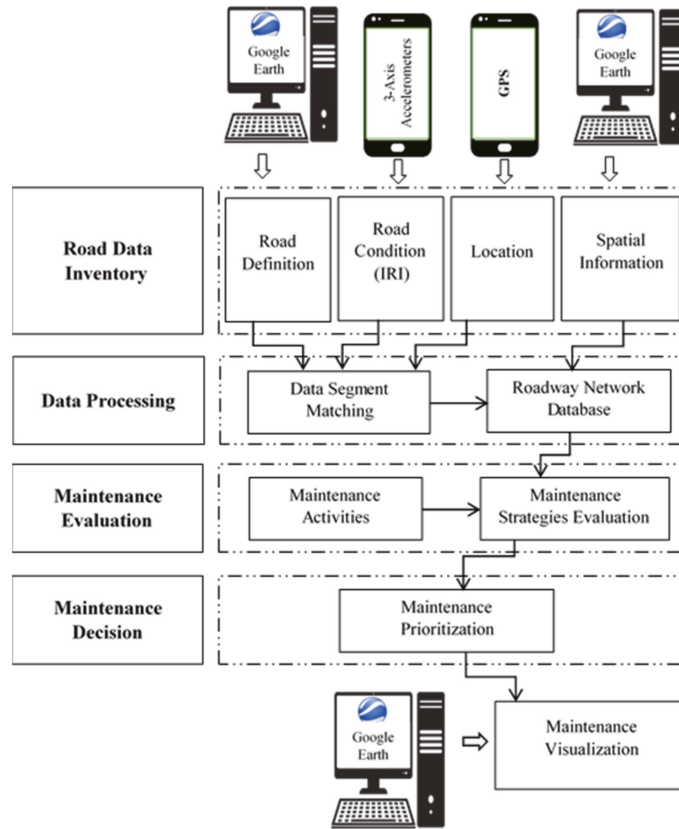 Google
Earth
3-Axis
Accelerometers
GPS
Google
Earth
Road Data
Inventory
Road
Definition
Road
Condition
(IRI)
Location
Spatial
Information
Data Processing
Data Segment
Matching
Roadway Network
Database
Maintenance
Evaluation
Maintenance
Activities
Maintenance
Strategies Evaluation
Maintenance
Decision
Maintenance
Prioritization
Google
Earth
Maintenance
Visualization